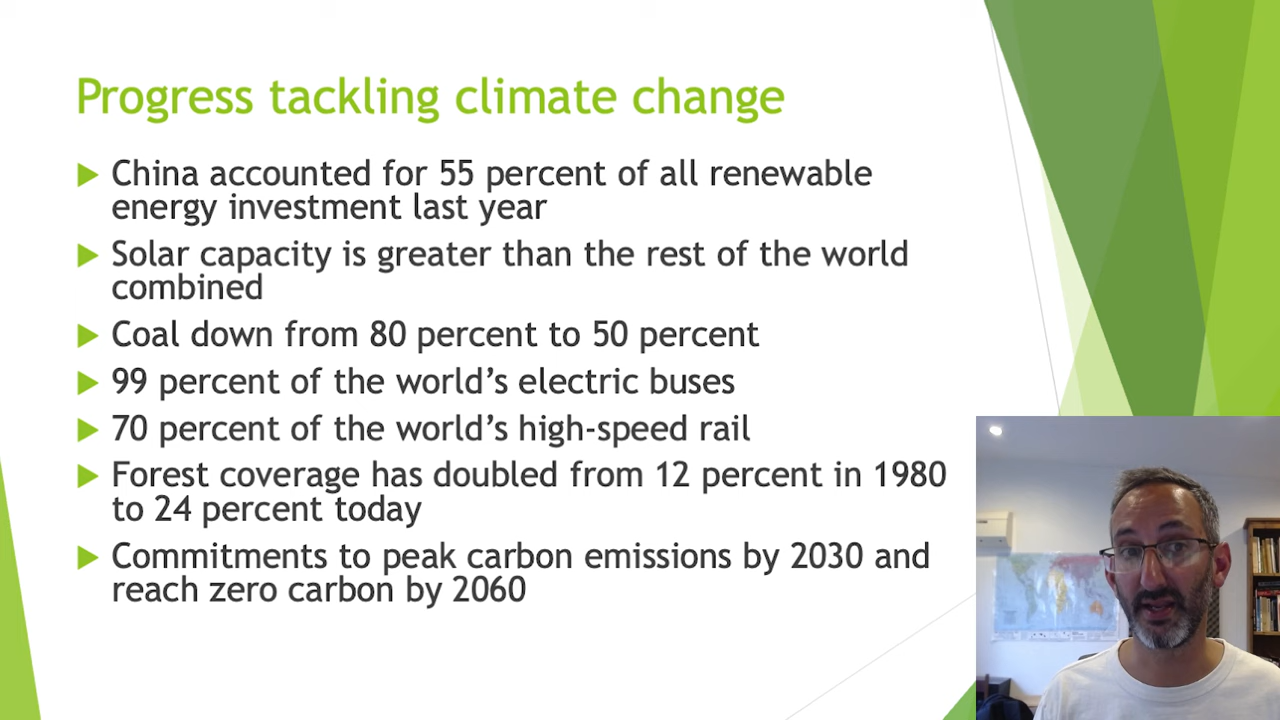 Progress tackling climate change
China accounted for 55 percent of all renewable
energy investment last year
Solar capacity is greater than the rest of the world
combined
Coal down from 80 percent to 50 percent
99 percent of the world’s electric buses
70 percent of the world’s high-speed rail
Forest coverage has doubled from 12 percent in 1980
to 24 percent today
Commitments to peak carbon emissions by 2030 and
reach zero carbon by 2060